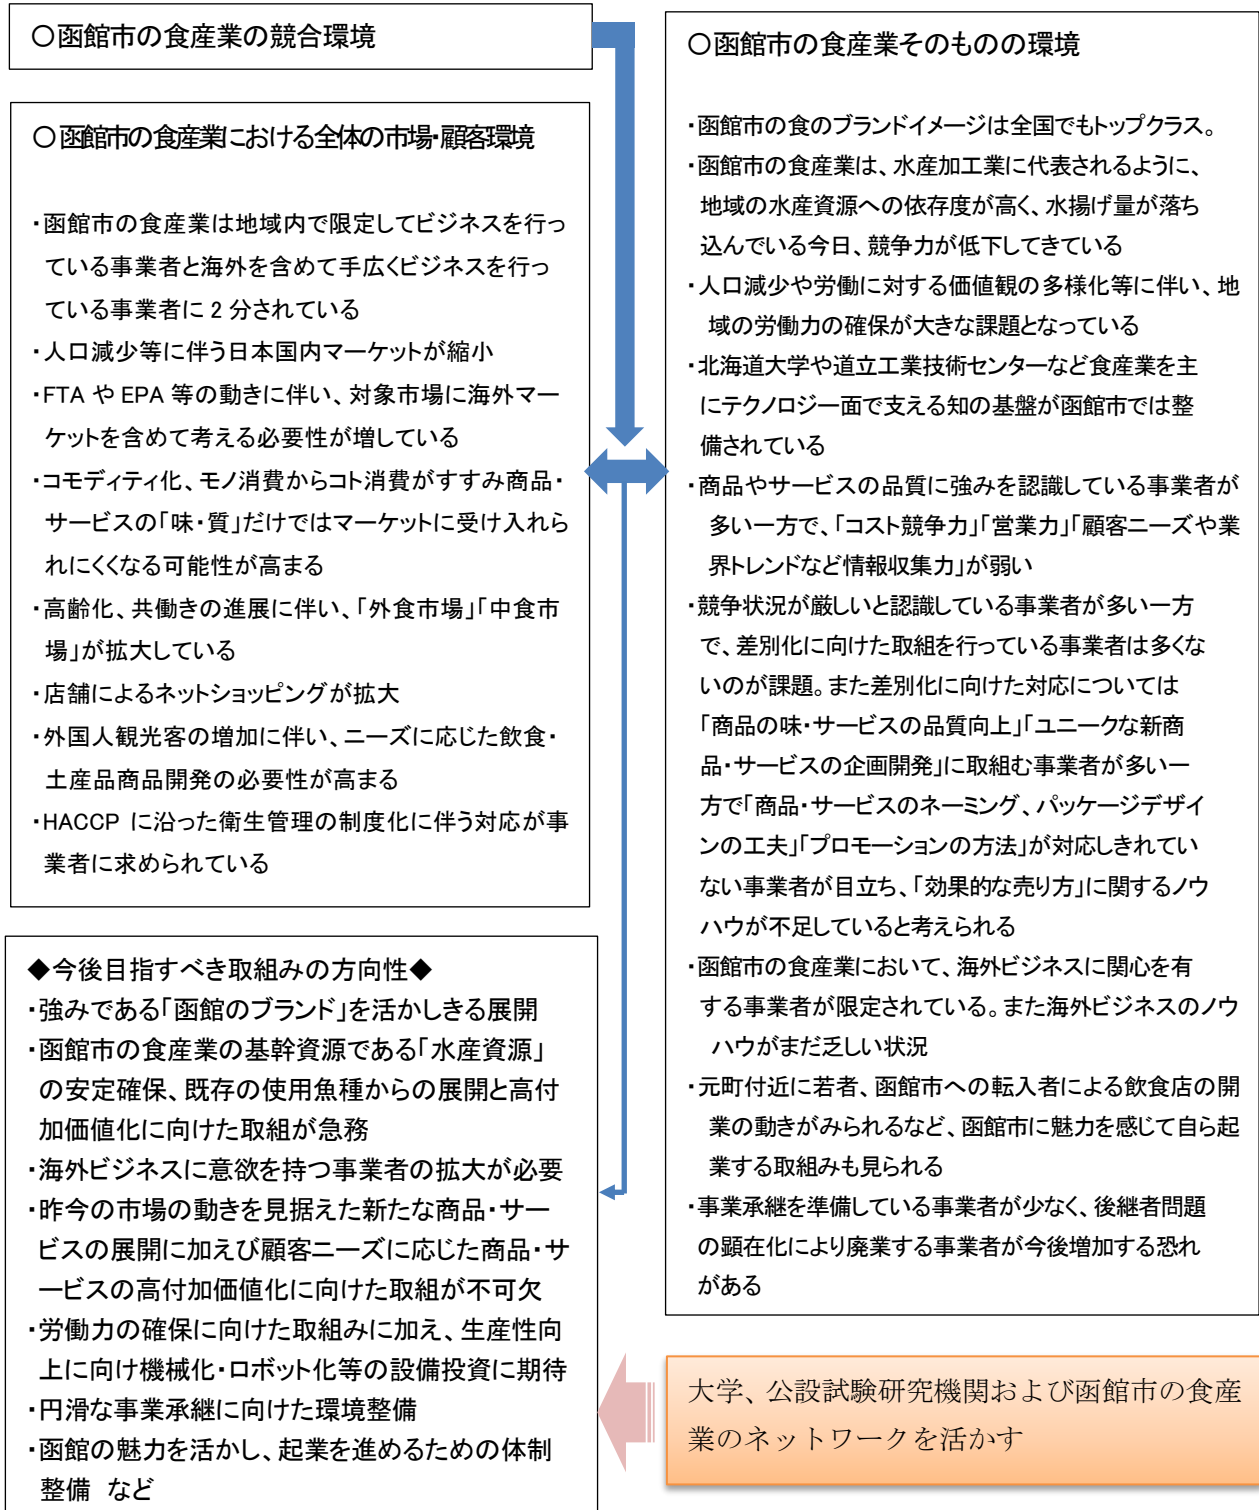 〇函館市の食産業の競合環境
〇函館市の食産業における全体の市場・顧客環境
・函館市の食産業は地域内で限定してビジネスを行っ
ている事業者と海外を含めて手広くビジネスを行っ
ている事業者に 2 分されている
・人口減少等に伴う日本国内マーケットが縮小
・FTA や EPA 等の動きに伴い、対象市場に海外マー
ケットを含めて考える必要性が増している
・コモディティ化、モノ消費からコト消費がすすみ商品・
サービスの「味・質」だけではマーケットに受け入れら
れにくくなる可能性が高まる
・高齢化、共働きの進展に伴い、「外食市場」「中食市
場」が拡大している
・店舗によるネットショッピングが拡大
・外国人観光客の増加に伴い、ニーズに応じた飲食・
土産品商品開発の必要性が高まる
・HACCP に沿った衛生管理の制度化に伴う対応が事
業者に求められている
◆今後目指すべき取組みの方向性◆
・強みである「函館のブランド」を活かしきる展開
・函館市の食産業の基幹資源である「水産資源」
の安定確保、既存の使用魚種からの展開と高付
加価値化に向けた取組が急務
・海外ビジネスに意欲を持つ事業者の拡大が必要
・昨今の市場の動きを見据えた新たな商品・サー
ビスの展開に加えび顧客ニーズに応じた商品・サ
ービスの高付加価値化に向けた取組が不可欠
・労働力の確保に向けた取組みに加え、生産性向
上に向け機械化・ロボット化等の設備投資に期待
・円滑な事業承継に向けた環境整備
・函館の魅力を活かし、起業を進めるための体制
整備 など
〇函館市の食産業そのものの環境
・函館市の食のブランドイメージは全国でもトップクラス。
・函館市の食産業は、水産加工業に代表されるように、
地域の水産資源への依存度が高く、水揚げ量が落ち
込んでいる今日、競争力が低下してきている
・人口減少や労働に対する価値観の多様化等に伴い、地
域の労働力の確保が大きな課題となっている
・北海道大学や道立工業技術センターなど食産業を主
にテクノロジー面で支える知の基盤が函館市では整
備されている
・商品やサービスの品質に強みを認識している事業者が
多い一方で、「コスト競争力」「営業力」「顧客ニーズや業
界トレンドなど情報収集力」が弱い
・競争状況が厳しいと認識している事業者が多い一方
で、差別化に向けた取組を行っている事業者は多くな
いのが課題。また差別化に向けた対応については
「商品の味・サービスの品質向上」「ユニークな新商
品・サービスの企画開発」に取組む事業者が多い一
方で「商品・サービスのネーミング、パッケージデザイ
ンの工夫」「プロモーションの方法」が対応しきれてい
ない事業者が目立ち、「効果的な売り方」に関するノウ
ハウが不足していると考えられる
・函館市の食産業において、海外ビジネスに関心を有
する事業者が限定されている。また海外ビジネスのノウ
ハウがまだ乏しい状況
・元町付近に若者、函館市への転入者による飲食店の開
業の動きがみられるなど、函館市に魅力を感じて自ら起
業する取組みも見られる
・事業承継を準備している事業者が少なく、後継者問題
の顕在化により廃業する事業者が今後増加する恐れ
がある
大学、公設試験研究機関および函館市の食産
業のネットワークを活かす